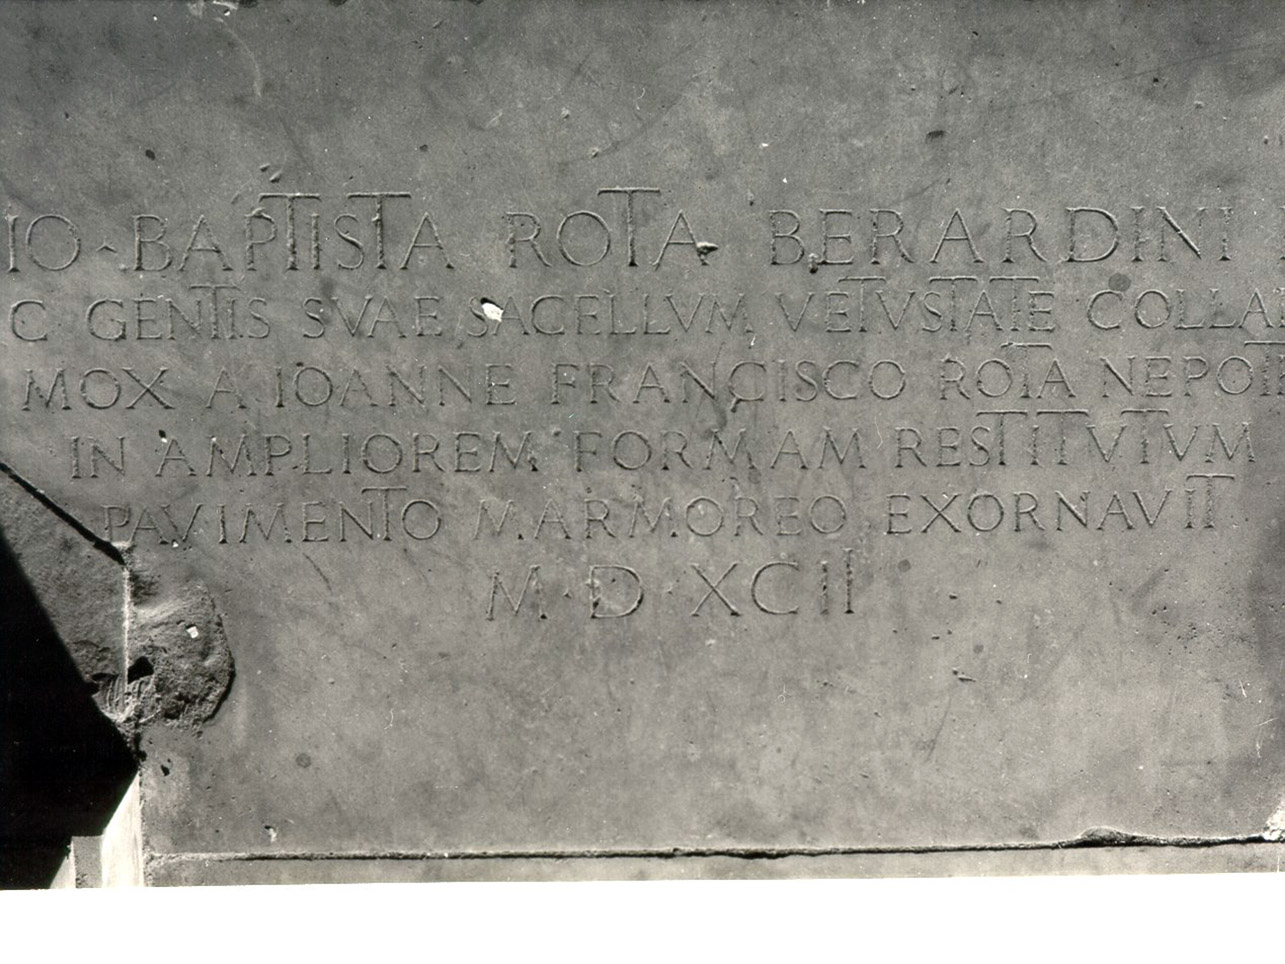 IO · BAPTISTA ROTA BERARDINI
C GENTIS SVAE SACELLVM VETVSTATE COLLA
MOX A IOANNE FRANCISCO ROTA NEPOT
IN AMPLIOREM FORMAM RESTITVTVM
PAVIMENTO MARMOREO EXORNAVIT
M · D · XCII